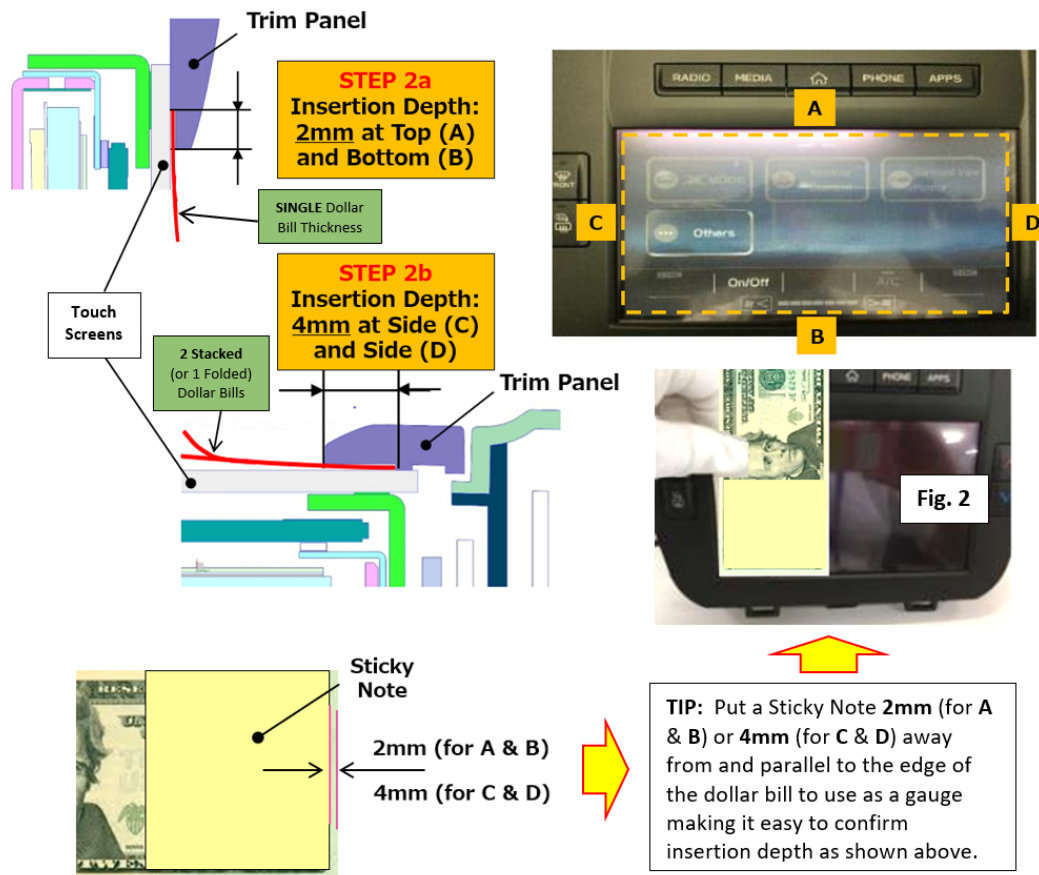 Trim Panel
STEP 2a
Insertion Depth:
2mm at Top (A)
and Bottom (B)
SINGLE Dollar
Bill Thickness
RADIO
MEDIA
PHONE
APPS
A
C
D
B
FRONT
Others
On/Off
A/C
STEP 2b
Insertion Depth:
4mm at Side (C)
and Side (D)
Touch
Screens
2 Stacked
(or 1 Folded)
Dollar Bills
Trim Panel
PHONE
APPS
Fig. 2
Sticky
Note
2mm (for A & B)
4mm (for C & D)
TIP: Put a Sticky Note 2mm (for A
& B) or 4mm (for C & D) away
from and parallel to the edge of
the dollar bill to use as a gauge
making it easy to confirm
insertion depth as shown above.